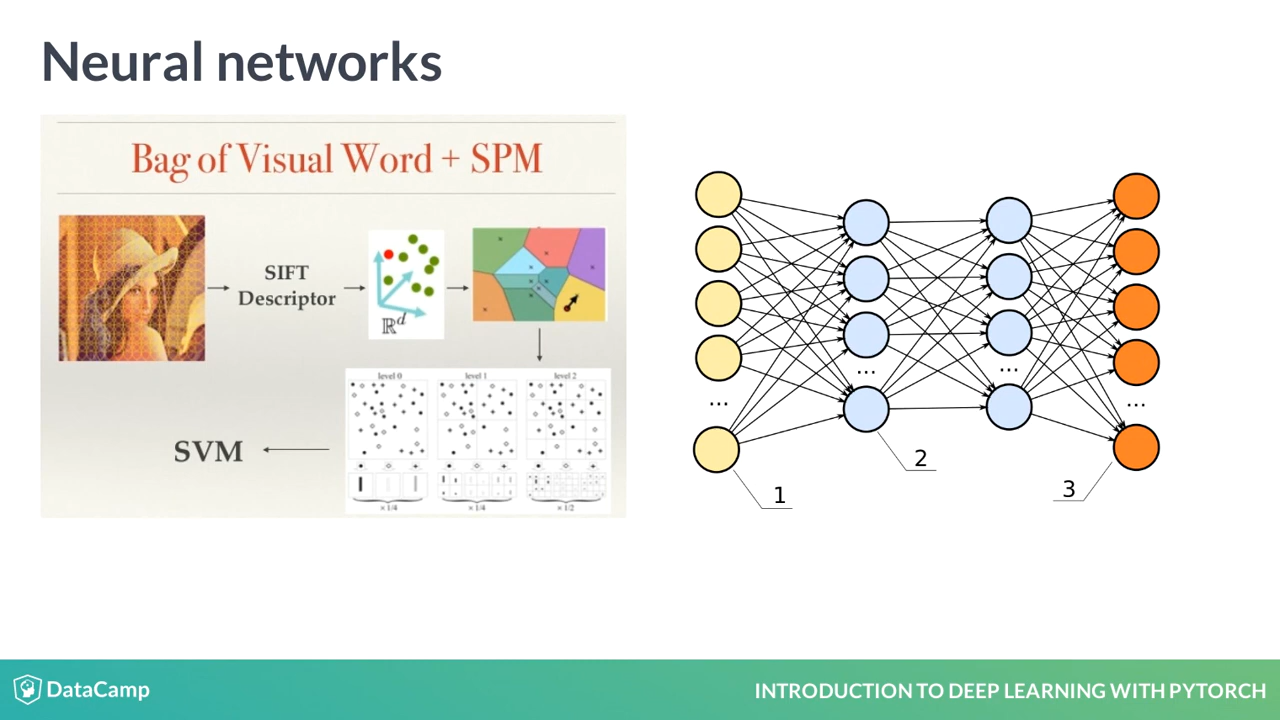 Neural networks
Bag of Visual Word + SPM
SIFT
Descriptor
ℝᵈ
level 0
level 1
level 2
× 1/4
× 1/4
× 1/2
SVM
...
...
...
...
1
2
3
DataCamp
INTRODUCTION TO DEEP LEARNING WITH PYTORCH